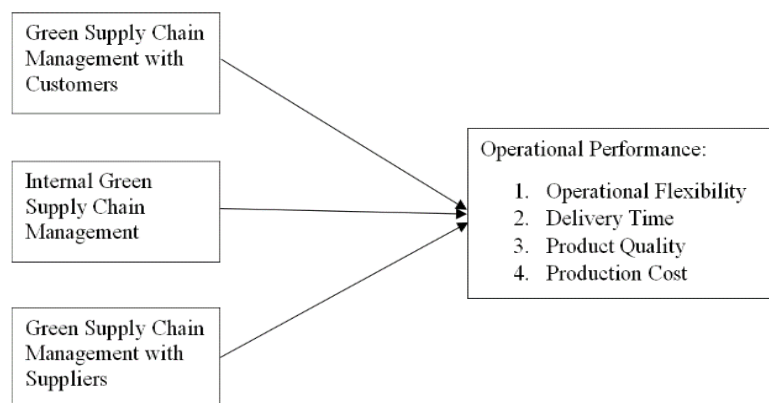 Green Supply Chain
Management with
Customers
Internal Green
Supply Chain
Management
Green Supply Chain
Management with
Suppliers
Operational Performance:
1. Operational Flexibility
2. Delivery Time
3. Product Quality
4. Production Cost